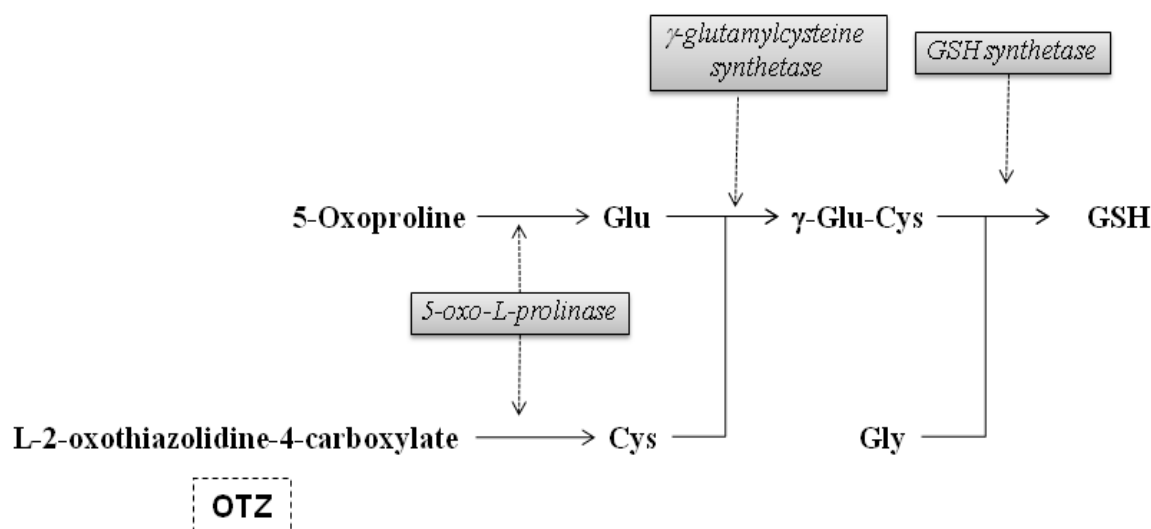 γ-glutamylcysteine
synthetase
GSH synthetase
5-Oxoproline Glu γ-Glu-Cys GSH
5-oxo-L-prolinase
L-2-oxothiazolidine-4-carboxylate Cys Gly
OTZ